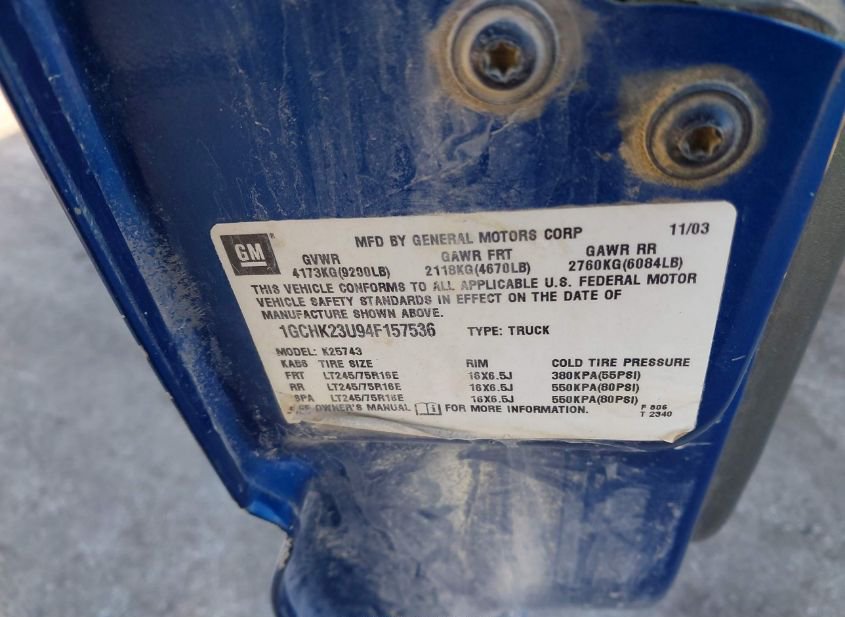 MFD BY GENERAL MOTORS CORP 11/03
GM
GVWR GAWR FRT GAWR RR
4173KG(9200LB) 2118KG(4670LB) 2760KG(6084LB)
THIS VEHICLE CONFORMS TO ALL APPLICABLE U.S. FEDERAL MOTOR
VEHICLE SAFETY STANDARDS IN EFFECT ON THE DATE OF
MANUFACTURE SHOWN ABOVE.
1GCHK23U94F157536 TYPE: TRUCK
MODEL: K25743
TIRE SIZE RIM COLD TIRE PRESSURE
FRT LT245/75R16E 16X6.5J 380KPA(55PSI)
RR LT245/75R16E 16X6.5J 550KPA(80PSI)
SPA LT245/75R16E 16X6.5J 550KPA(80PSI)
SEE OWNER'S MANUAL FOR MORE INFORMATION.
F 806
T 2340